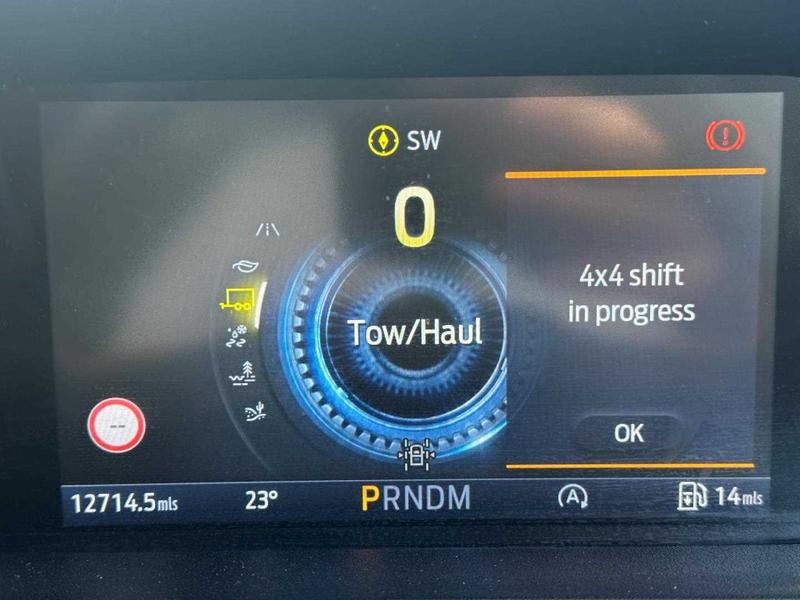 SW
0
4x4 shift
in progress
Tow/Haul
--
OK
12714.5mls
23°
PRNDM
A
14mls